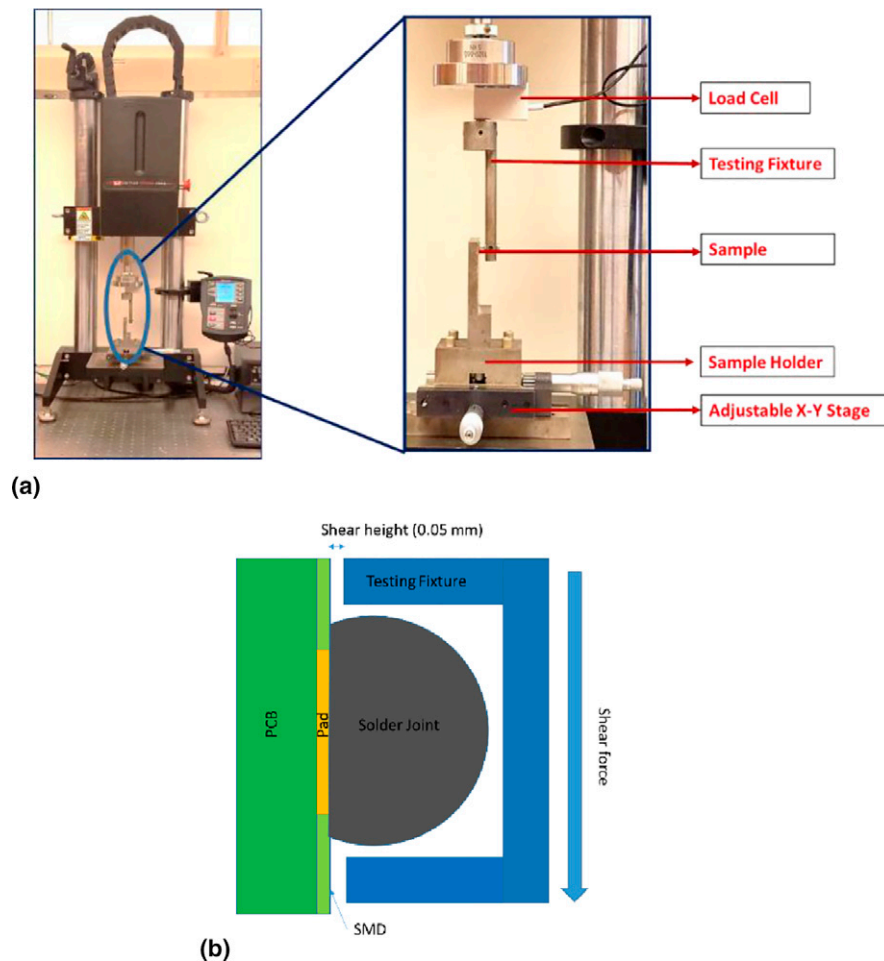 Load Cell
Testing Fixture
Sample
Sample Holder
Adjustable X-Y Stage
(a)
Shear height (0.05 mm)
Testing Fixture
PCB
Pad
Solder Joint
Shear force
SMD
(b)